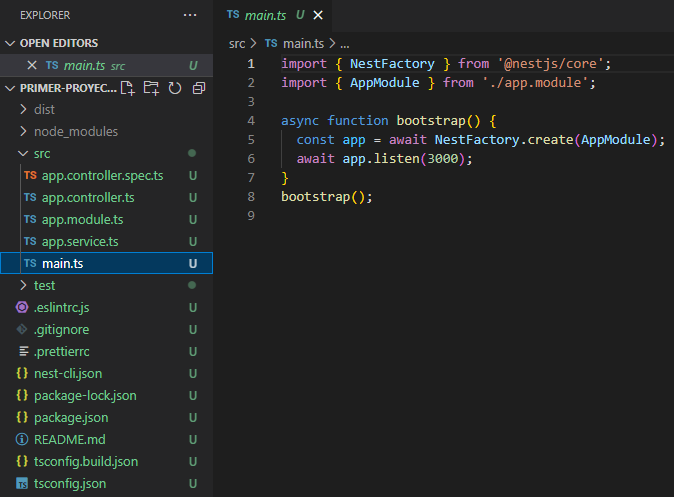 EXPLORER ...
OPEN EDITORS
TS main.ts src U
PRIMER-PROYEC...
dist
node_modules
src
TS app.controller.spec.ts U
TS app.controller.ts U
TS app.module.ts U
TS app.service.ts U
TS main.ts U
test
.eslintrc.js U
.gitignore U
.prettierrc U
{} nest-cli.json U
{} package-lock.json U
{} package.json U
README.md U
{} tsconfig.build.json U
TS tsconfig.json U
TS main.ts U
src > TS main.ts > ...
1 import { NestFactory } from '@nestjs/core';
2 import { AppModule } from './app.module';
3
4 async function bootstrap() {
5 const app = await NestFactory.create(AppModule);
6 await app.listen(3000);
7 }
8 bootstrap();
9